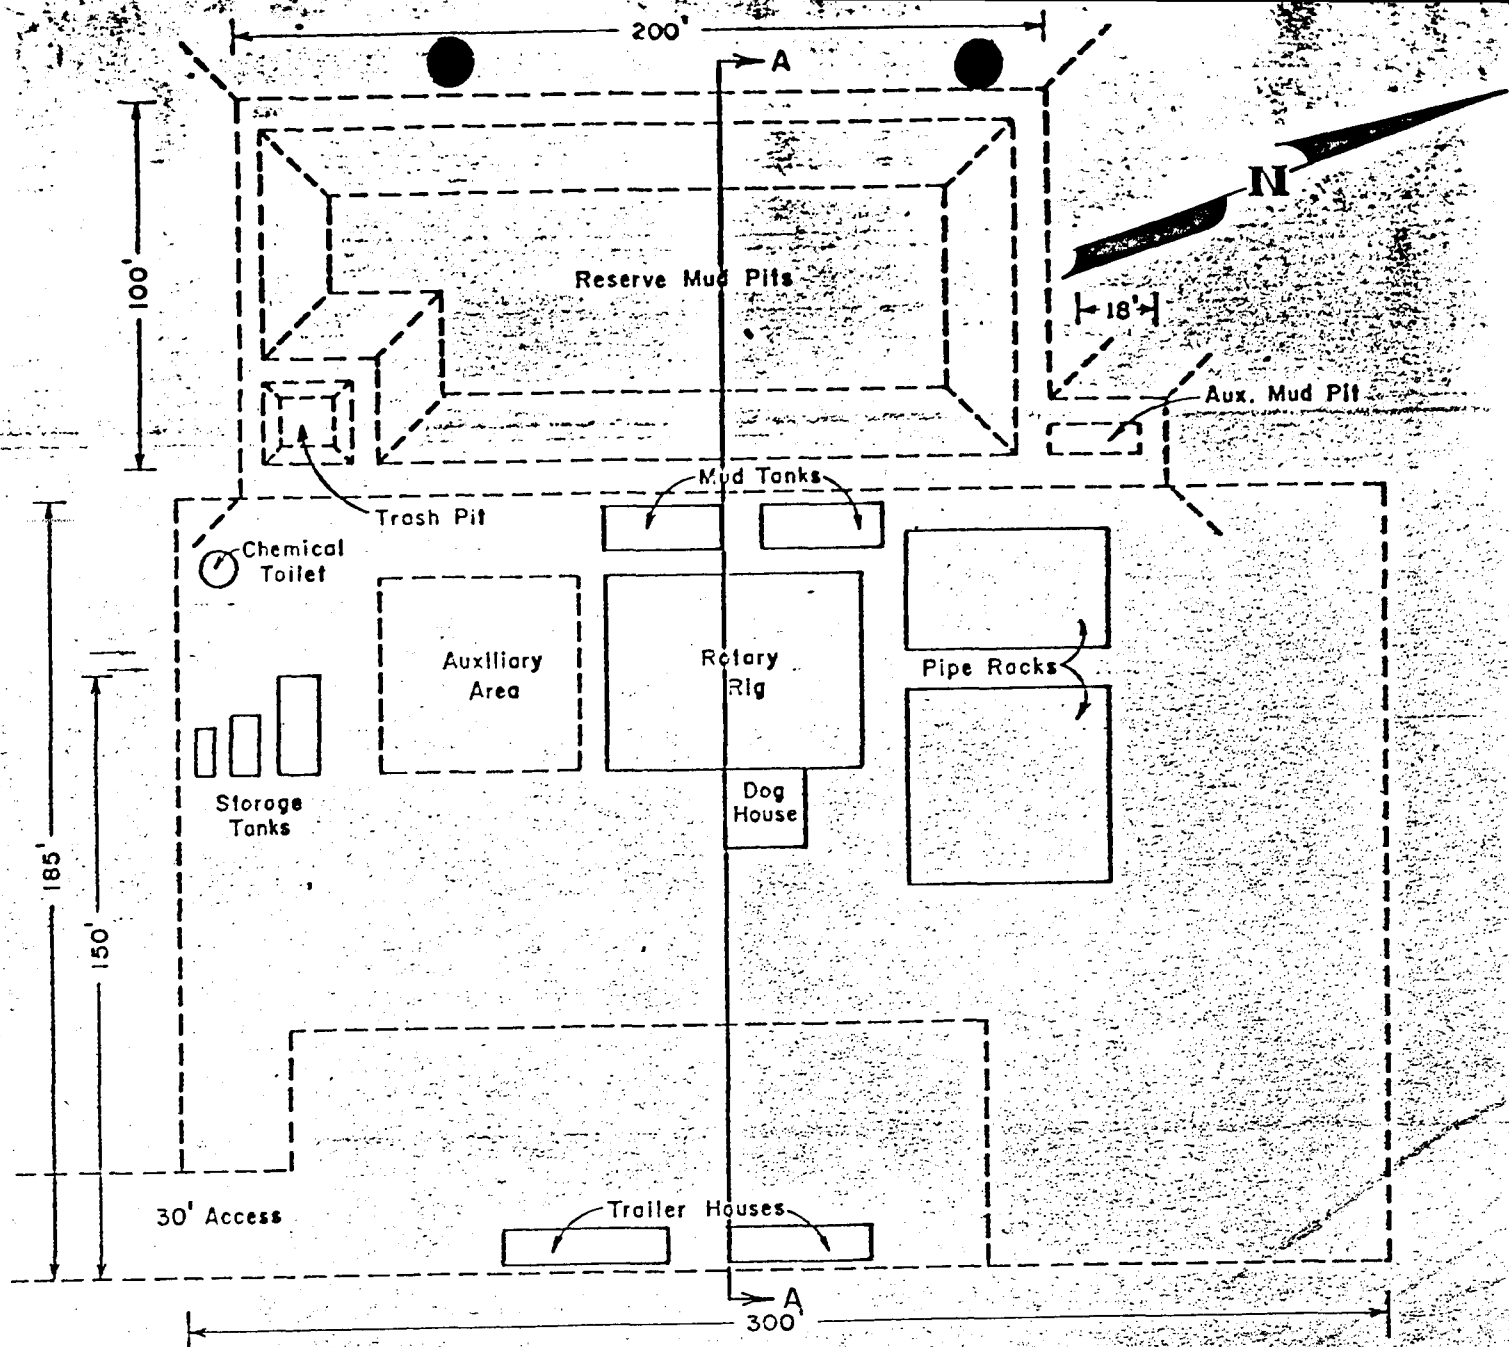 200'
A
N
100'
Reserve Mud Pits
18'
Aux. Mud Pit
Mud Tanks
Trash Pit
Chemical
Toilet
Auxiliary
Area
Rotary
Rig
Pipe Racks
Dog
House
Storage
Tanks
185'
150'
30' Access
Trailer Houses
A
300'